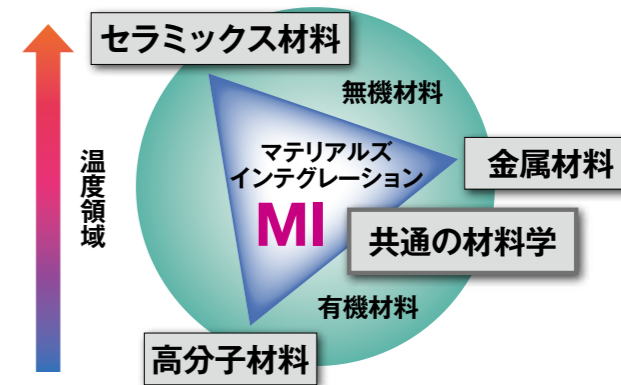 セラミックス材料
無機材料
温度領域
マテリアルズ
インテグレーション
MI
金属材料
共通の材料学
有機材料
高分子材料